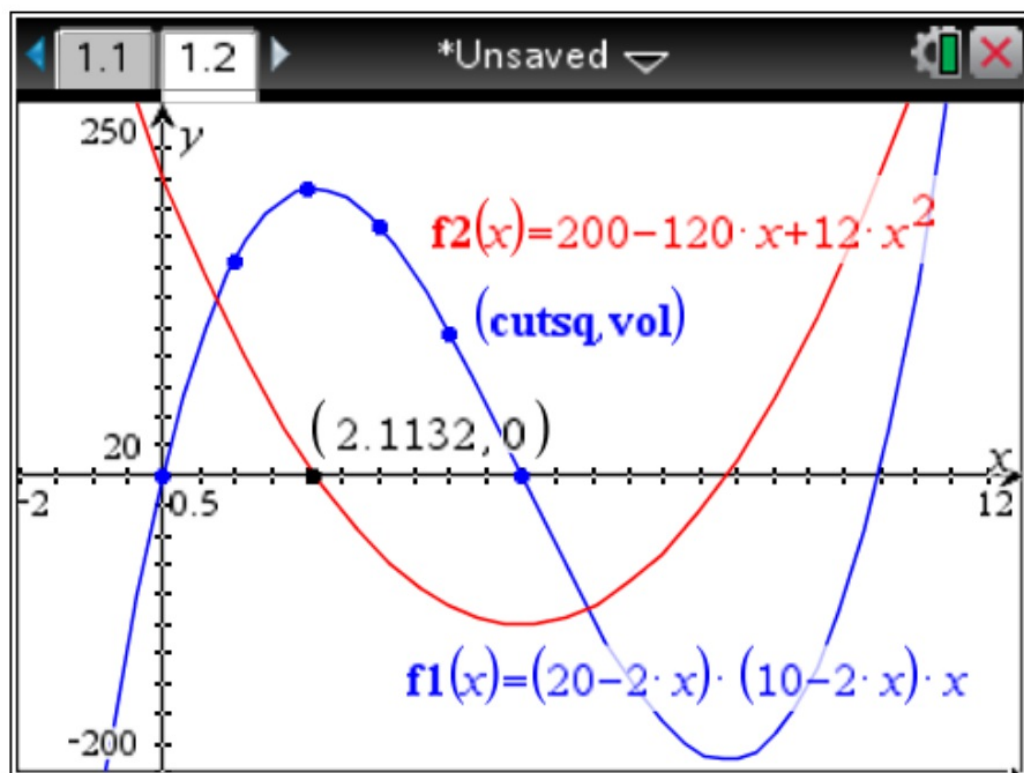 1.1 1.2 *Unsaved
250 y
f2(x)=200-120·x+12·x²
(cutsq,vol)
(2.1132,0)
20
x
-2 0.5 12
f1(x)=(20-2·x)·(10-2·x)·x
-200